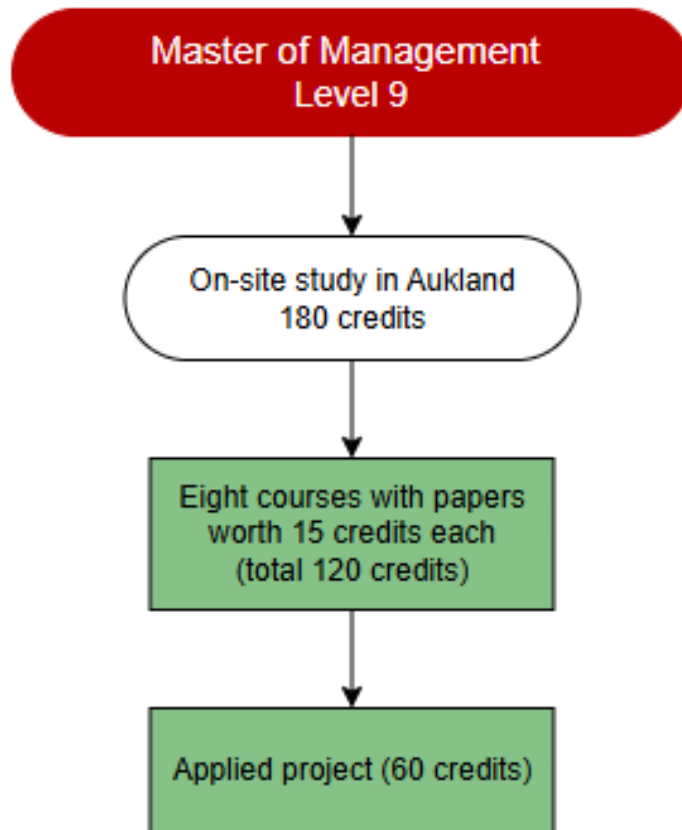 Master of Management
Level 9
On-site study in Aukland
180 credits
Eight courses with papers
worth 15 credits each
(total 120 credits)
Applied project (60 credits)